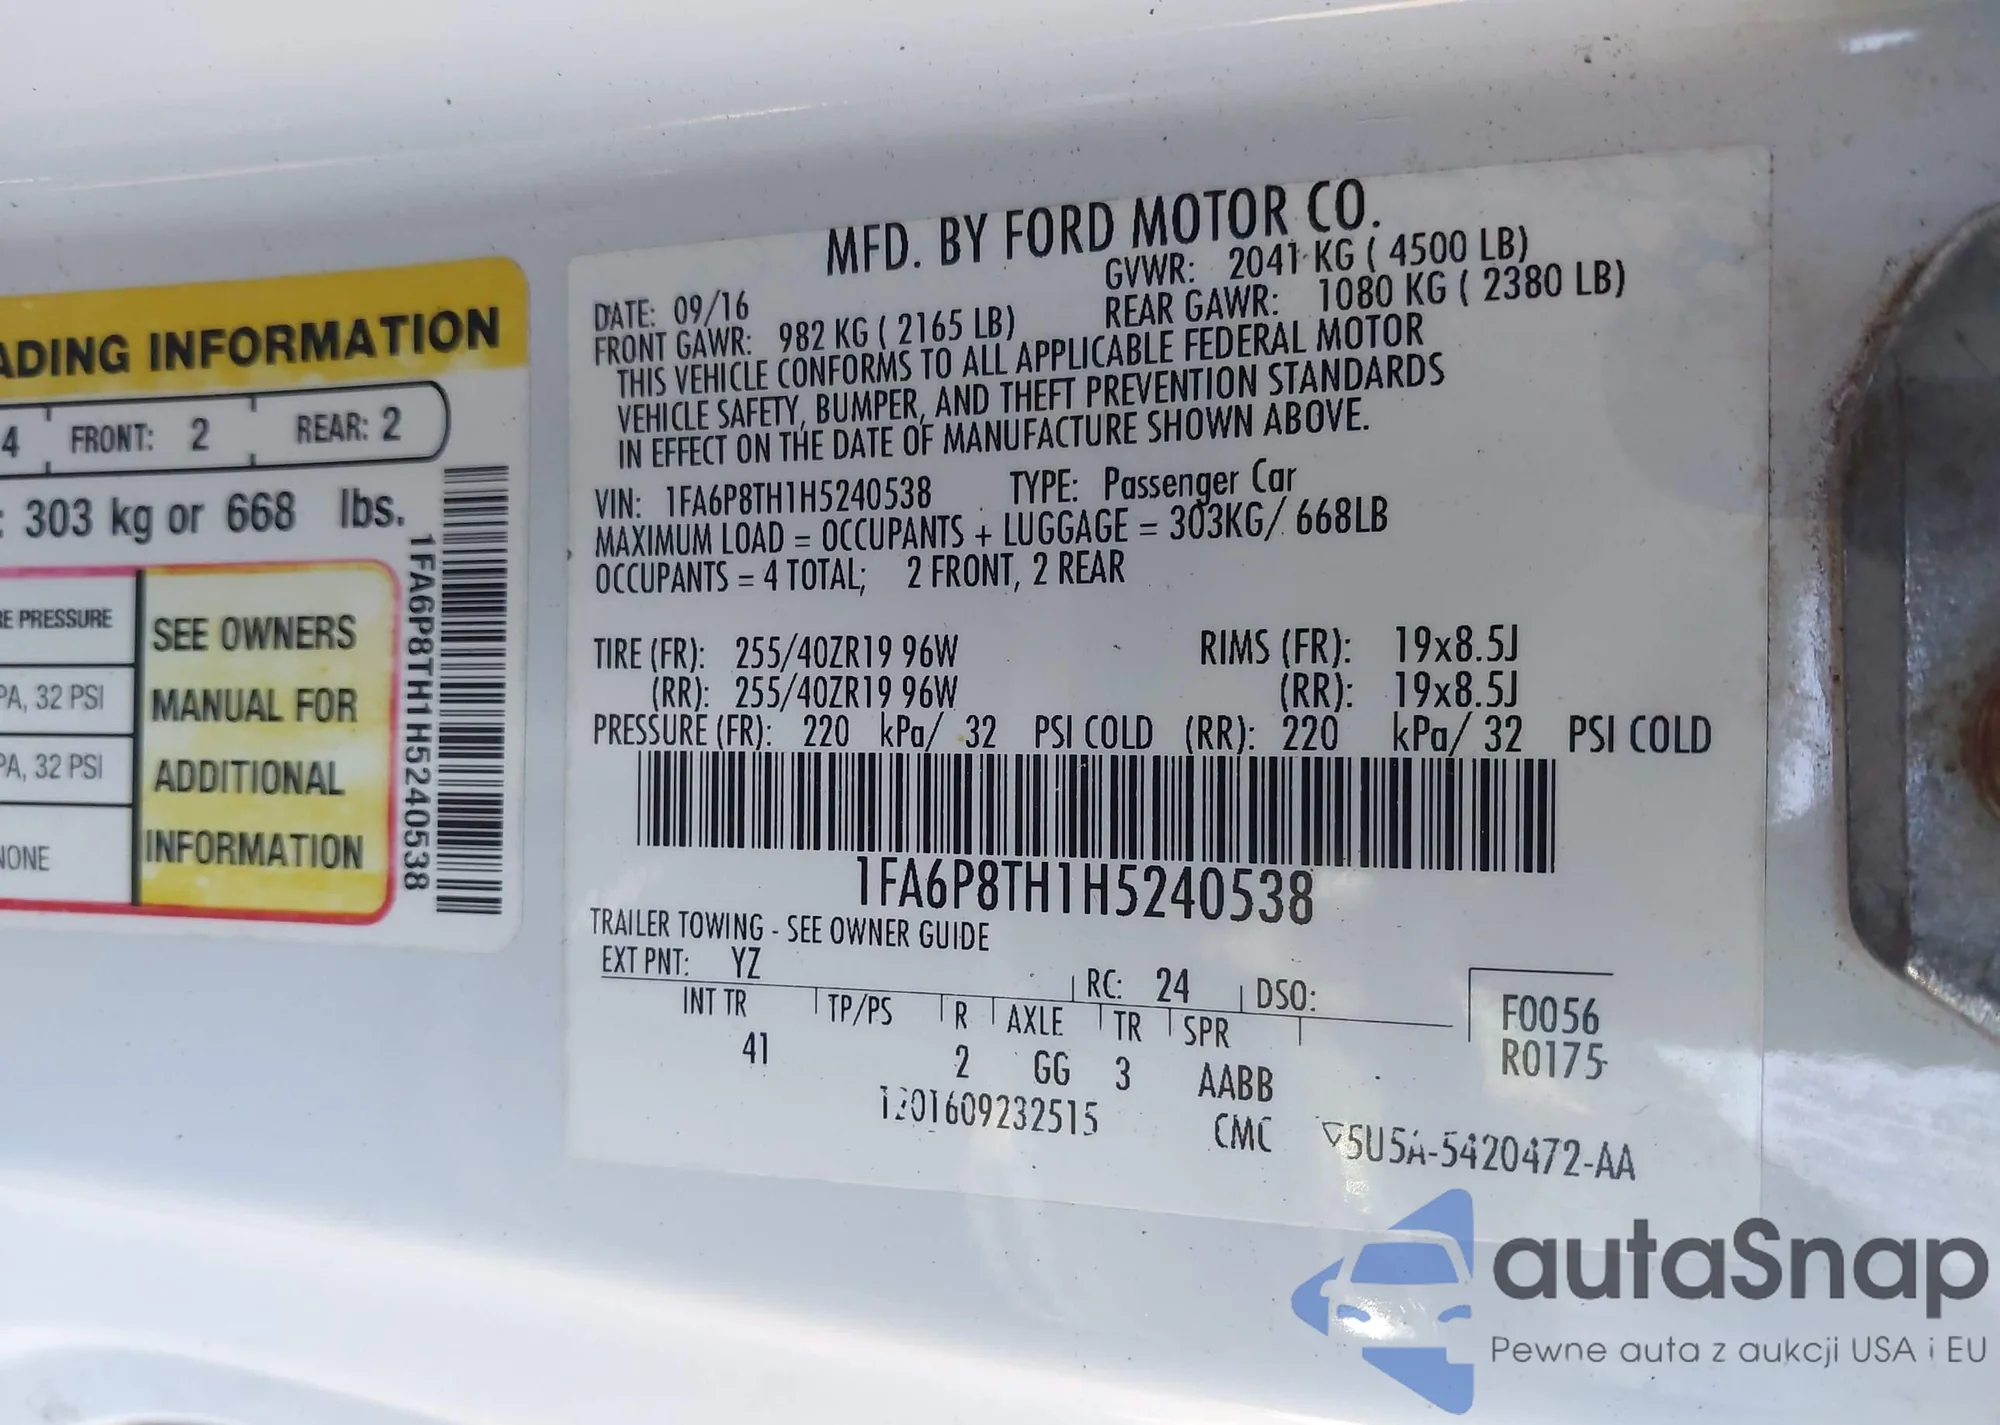 ADING INFORMATION
4 FRONT: 2 REAR: 2
: 303 kg or 668 lbs.
1FA6P8TH1H5240538
RE PRESSURE
PA, 32 PSI
PA, 32 PSI
NONE
SEE OWNERS
MANUAL FOR
ADDITIONAL
INFORMATION
MFD. BY FORD MOTOR CO.
DATE: 09/16 GVWR: 2041 KG ( 4500 LB)
FRONT GAWR: 982 KG ( 2165 LB) REAR GAWR: 1080 KG ( 2380 LB)
THIS VEHICLE CONFORMS TO ALL APPLICABLE FEDERAL MOTOR
VEHICLE SAFETY, BUMPER, AND THEFT PREVENTION STANDARDS
IN EFFECT ON THE DATE OF MANUFACTURE SHOWN ABOVE.
VIN: 1FA6P8TH1H5240538 TYPE: Passenger Car
MAXIMUM LOAD = OCCUPANTS + LUGGAGE = 303KG/ 668LB
OCCUPANTS = 4 TOTAL; 2 FRONT, 2 REAR
TIRE (FR): 255/40ZR19 96W RIMS (FR): 19x8.5J
(RR): 255/40ZR19 96W (RR): 19x8.5J
PRESSURE (FR): 220 kPa/ 32 PSI COLD (RR): 220 kPa/ 32 PSI COLD
1FA6P8TH1H5240538
TRAILER TOWING - SEE OWNER GUIDE
EXT PNT: YZ RC: 24 DSO:
INT TR TP/PS R AXLE TR SPR
41 2 GG 3 AABB
F0056
R0175
CMC
autaSnap
Pewne auta z aukcji USA i EU